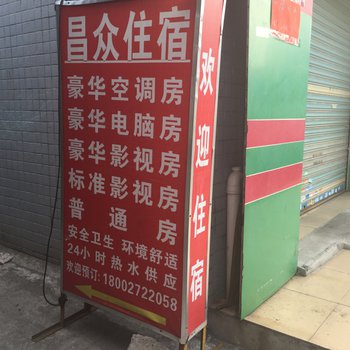 昌众住宿
豪华空调房
豪华电脑房
豪华影视房
标准影视房
普通房
安全卫生 环境舒适
24小时热水供应
欢迎预订:18002722058
欢迎住宿